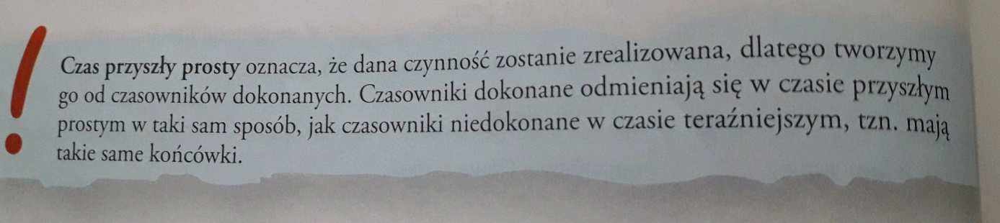 Czas przyszły prosty oznacza, że dana czynność zostanie zrealizowana, dlatego tworzymy
go od czasowników dokonanych. Czasowniki dokonane odmieniają się w czasie przyszłym
prostym w taki sam sposób, jak czasowniki niedokonane w czasie teraźniejszym, tzn. mają
takie same końcówki.